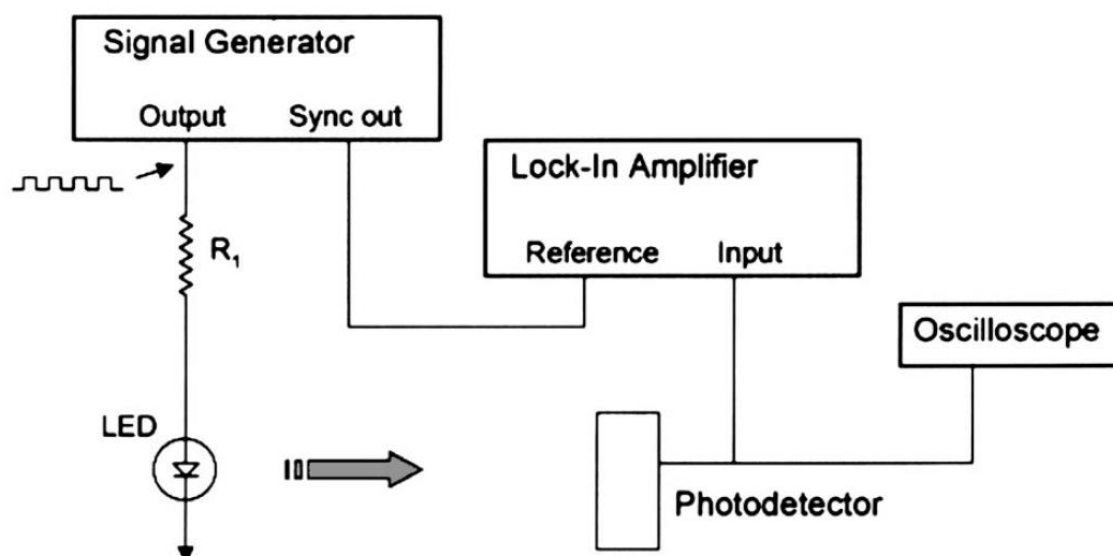 Signal Generator
Output Sync out
Lock-In Amplifier
R1
Reference Input
Oscilloscope
LED
Photodetector